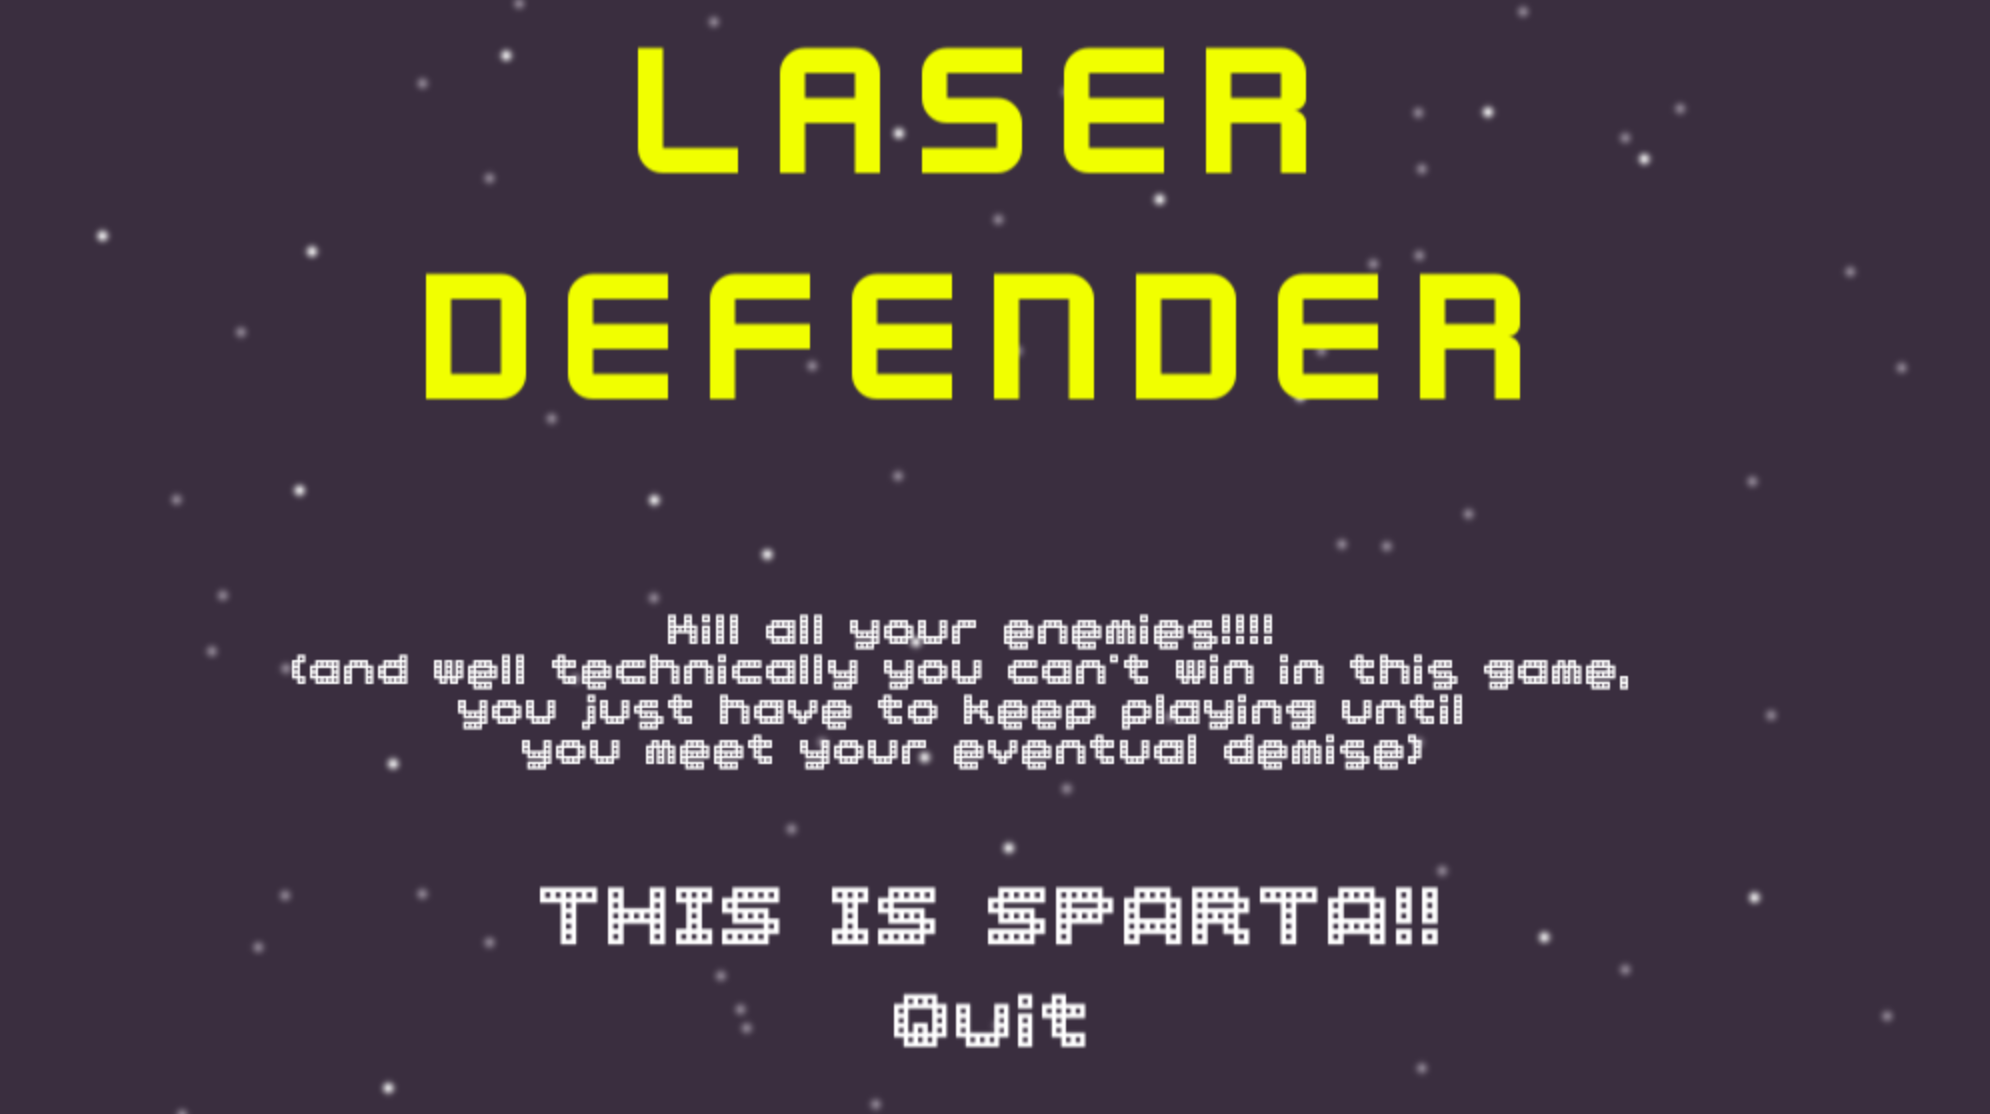 LASER
DEFENDER
Kill all your enemies!!!!
(and well technically you can't win in this game,
you just have to keep playing until
you meet your eventual demise)
THIS IS SPARTA!!
Quit